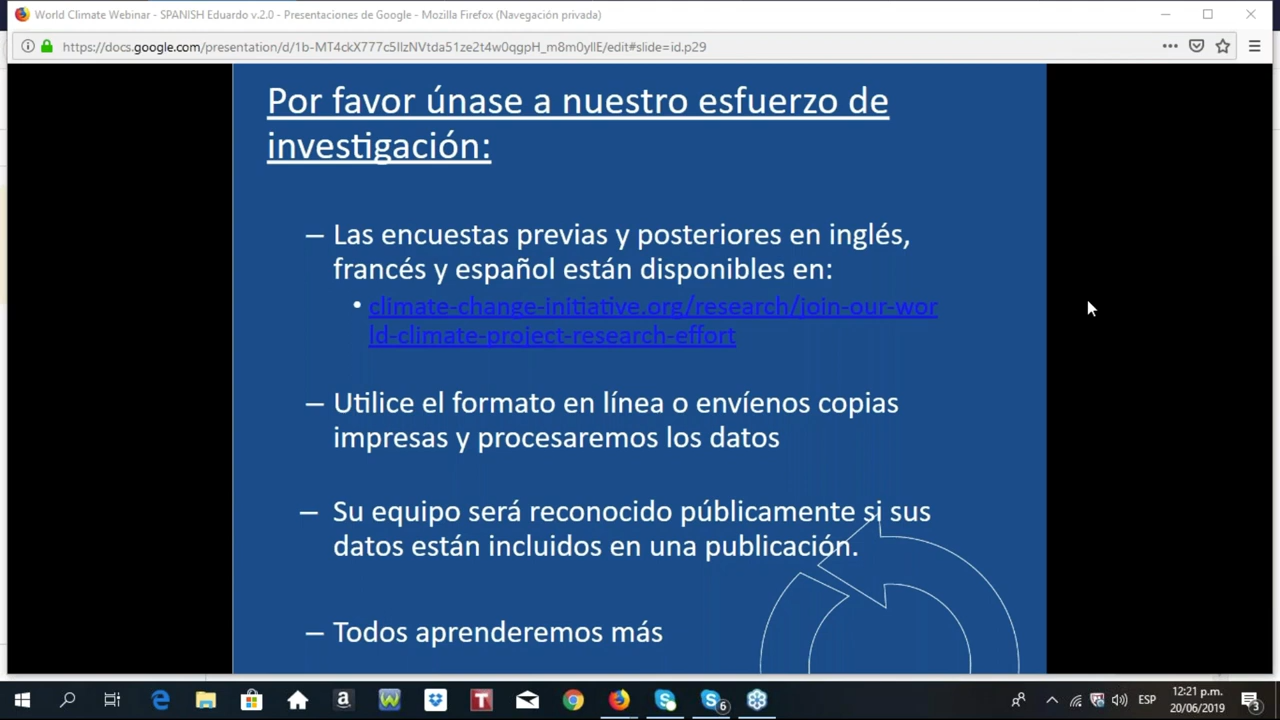 World Climate Webinar - SPANISH Eduardo v.2.0 - Presentaciones de Google - Mozilla Firefox (Navegación privada)
https://docs.google.com/presentation/d/1b-MT4ckX777c5IlzNVtda51ze2t4w0qgpH_m8m0yllE/edit#slide=id.p29
Por favor únase a nuestro esfuerzo de
investigación:
– Las encuestas previas y posteriores en inglés,
francés y español están disponibles en:
• climate-change-initiative.org/research/join-our-wor
ld-climate-project-research-effort
– Utilice el formato en línea o envíenos copias
impresas y procesaremos los datos
– Su equipo será reconocido públicamente si sus
datos están incluidos en una publicación.
– Todos aprenderemos más
6
ESP
12:21 p.m.
20/06/2019
3